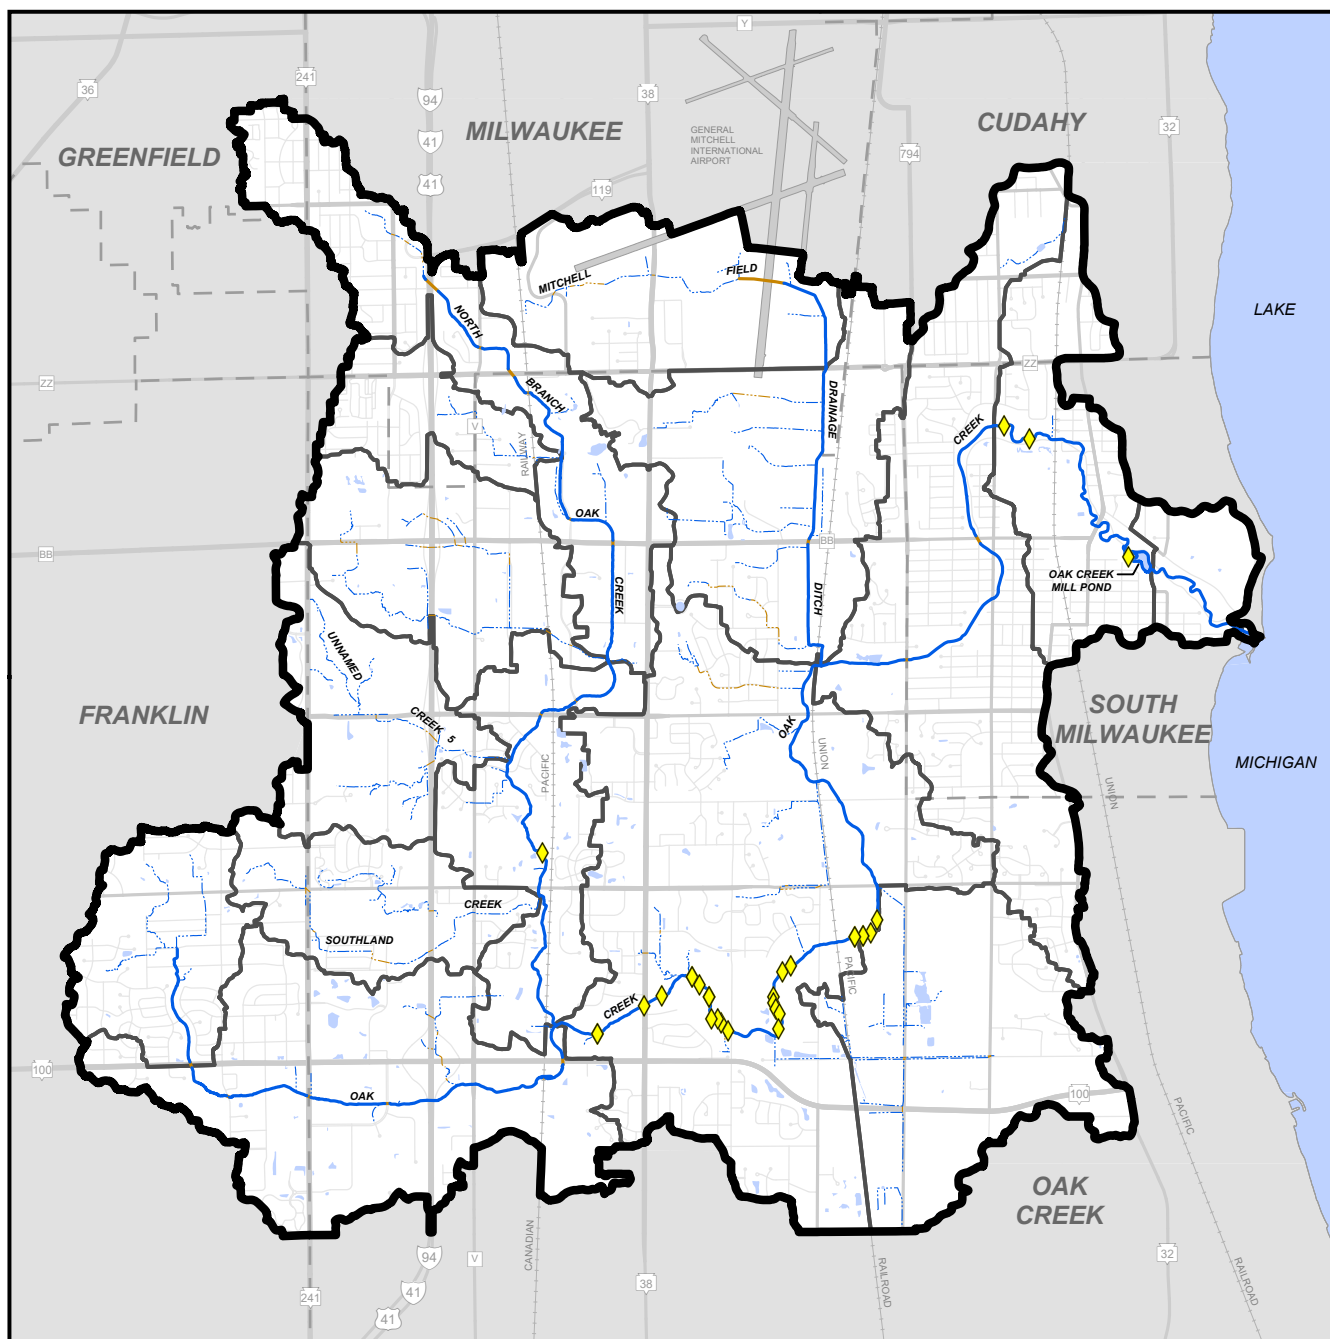 Y
36
241
94
38
MILWAUKEE
CUDAHY
41
GENERAL
MITCHELL
INTERNATIONAL
AIRPORT
32
GREENFIELD
794
41
119
MITCHELL
FIELD
NORTH
LAKE
ZZ
ZZ
BRANCH
DRAINAGE
V
CREEK
RAILWAY
OAK
BB
BB
OAK CREEK
MILL POND
CREEK
DITCH
UNNAMED
FRANKLIN
CREEK 5
OAK
SOUTH
MILWAUKEE
UNION
PACIFIC
MICHIGAN
UNION
CREEK
SOUTHLAND
PACIFIC
CREEK
100
OAK
100
PACIFIC
OAK
CREEK
CANADIAN
94
V
32
41
38
RAILROAD
RAILROAD
241
41